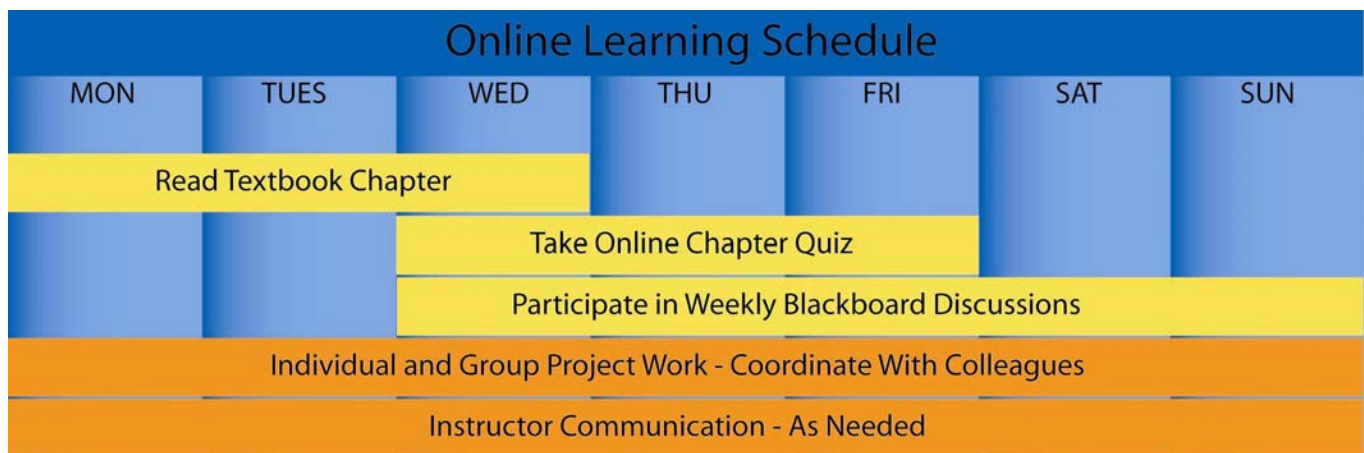 Online Learning Schedule
MON TUES WED THU FRI SAT SUN
Read Textbook Chapter
Take Online Chapter Quiz
Participate in Weekly Blackboard Discussions
Individual and Group Project Work - Coordinate With Colleagues
Instructor Communication - As Needed